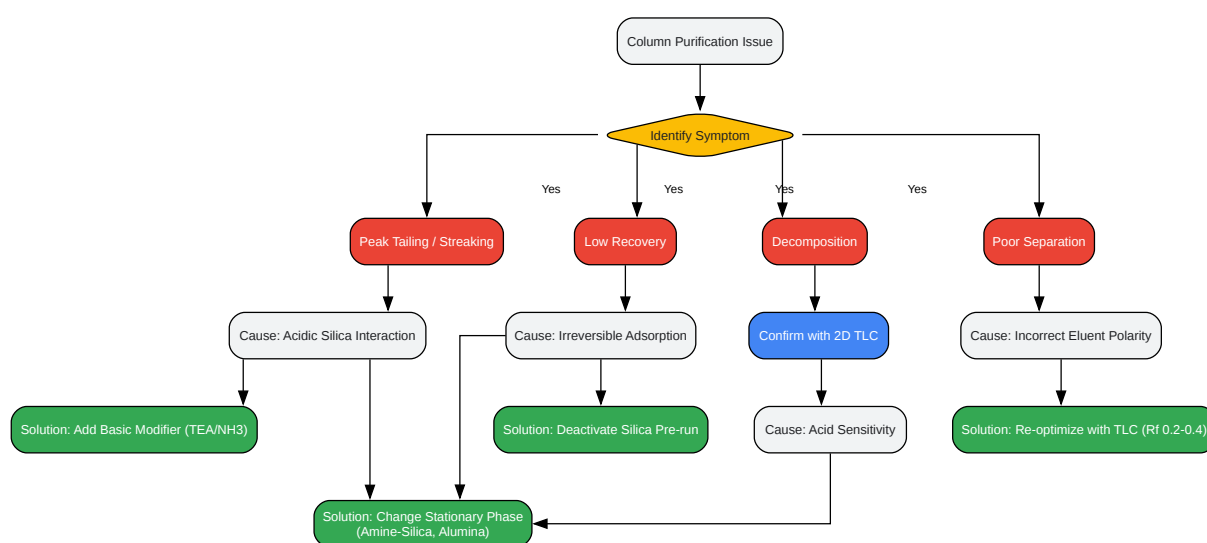 Column Purification Issue
Identify Symptom
Yes
Yes
Yes
Yes
Peak Tailing / Streaking
Low Recovery
Decomposition
Poor Separation
Cause: Acidic Silica Interaction
Cause: Irreversible Adsorption
Confirm with 2D TLC
Cause: Incorrect Eluent Polarity
Solution: Add Basic Modifier (TEA/NH3)
Solution: Deactivate Silica Pre-run
Cause: Acid Sensitivity
Solution: Re-optimize with TLC (Rf 0.2-0.4)
Solution: Change Stationary Phase
(Amine-Silica, Alumina)